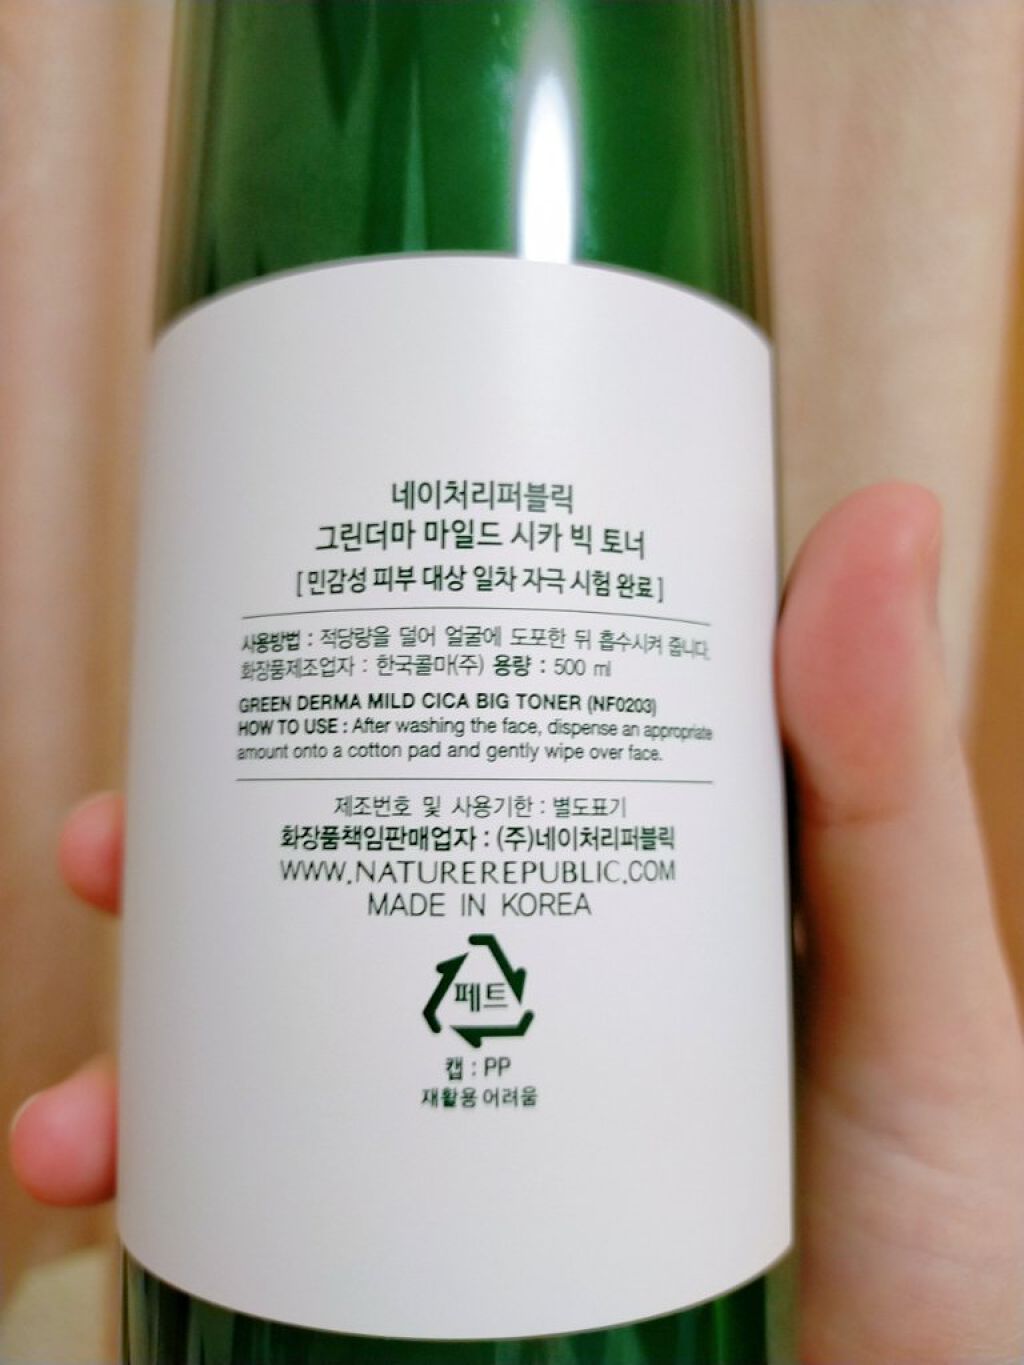 네이처리퍼블릭
그린더마 마일드 시카 빅 토너
[민감성 피부 대상 일차 자극 시험 완료]
사용방법 : 적당량을 덜어 얼굴에 도포한 뒤 흡수시켜 줍니다.
화장품제조업자 : 한국콜마(주) 용량 : 500 ml
GREEN DERMA MILD CICA BIG TONER (NF0203)
HOW TO USE : After washing the face, dispense an appropriate
amount onto a cotton pad and gently wipe over face.
제조번호 및 사용기한 : 별도표기
화장품책임판매업자 : (주)네이처리퍼블릭
WWW.NATUREREPUBLIC.COM
MADE IN KOREA
페트
캡 : PP
재활용 어려움